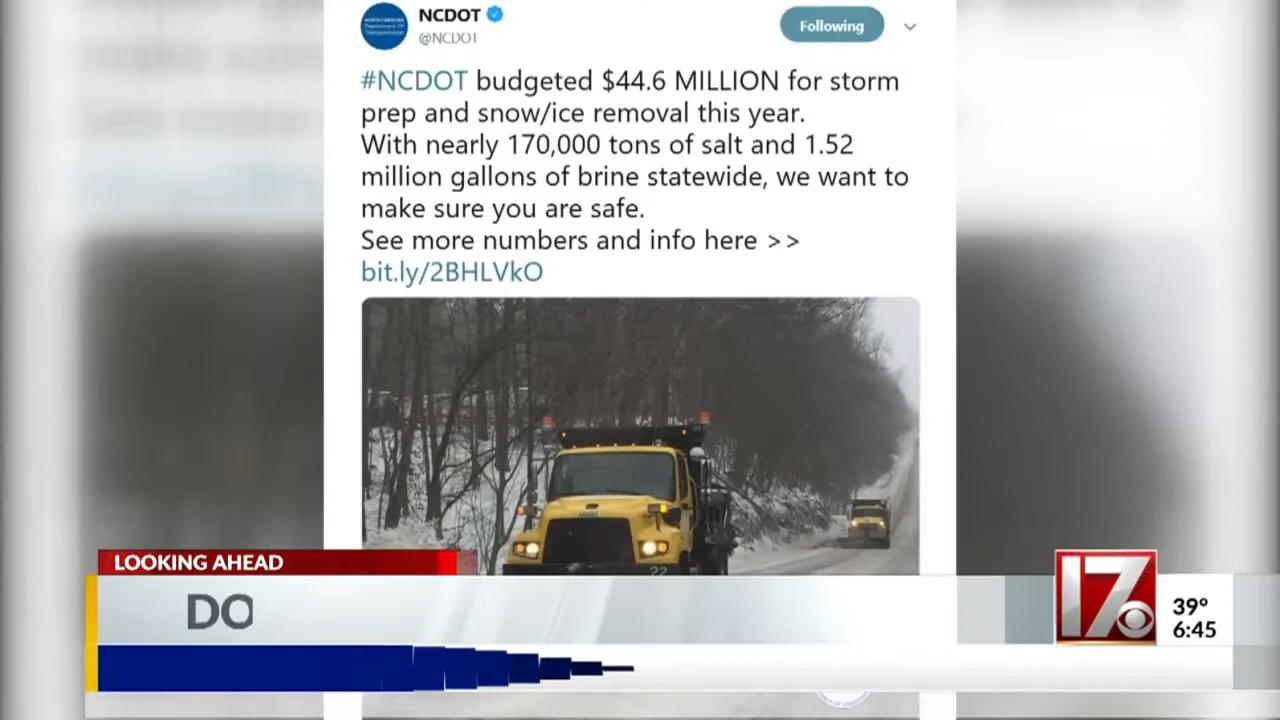 NCDOT
@NCDOT
Following
#NCDOT budgeted $44.6 MILLION for storm
prep and snow/ice removal this year.
With nearly 170,000 tons of salt and 1.52
million gallons of brine statewide, we want to
make sure you are safe.
See more numbers and info here >>
bit.ly/2BHLVkO
22
LOOKING AHEAD
DO
17
39°
6:45